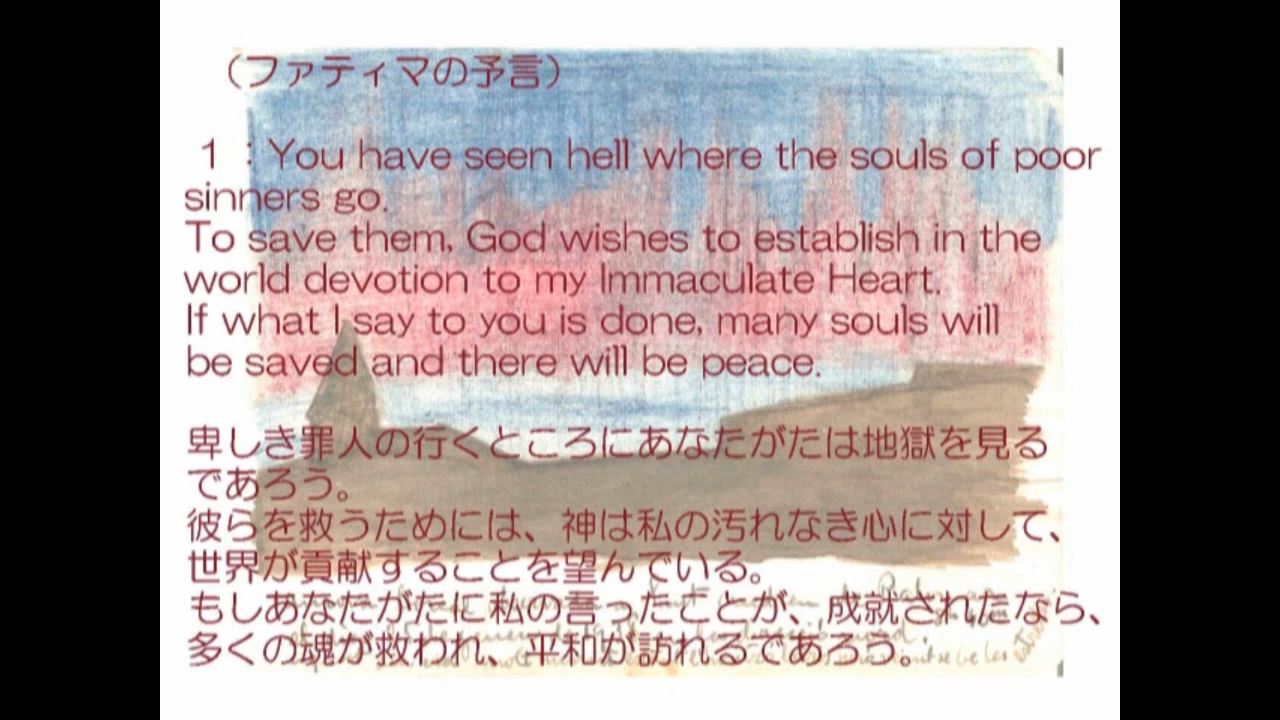 （ファティマの予言）
１：You have seen hell where the souls of poor
sinners go.
To save them, God wishes to establish in the
world devotion to my Immaculate Heart.
If what I say to you is done, many souls will
be saved and there will be peace.
卑しき罪人の行くところにあなたがたは地獄を見る
であろう。
彼らを救うためには、神は私の汚れなき心に対して、
世界が貢献することを望んでいる。
もしあなたがたに私の言ったことが、成就されたなら、
多くの魂が救われ、平和が訪れるであろう。